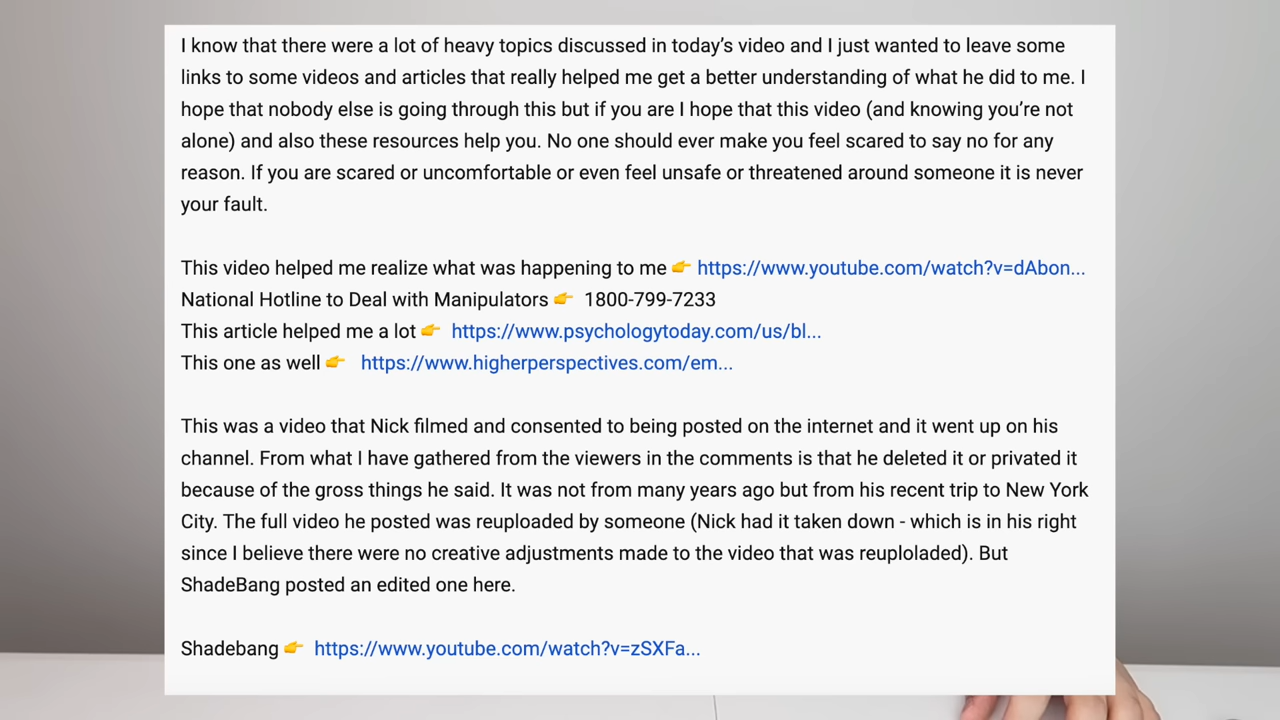 I know that there were a lot of heavy topics discussed in today’s video and I just wanted to leave some
links to some videos and articles that really helped me get a better understanding of what he did to me. I
hope that nobody else is going through this but if you are I hope that this video (and knowing you’re not
alone) and also these resources help you. No one should ever make you feel scared to say no for any
reason. If you are scared or uncomfortable or even feel unsafe or threatened around someone it is never
your fault.
This video helped me realize what was happening to me 👉 https://www.youtube.com/watch?v=dAbon...
National Hotline to Deal with Manipulators 👉 1800-799-7233
This article helped me a lot 👉 https://www.psychologytoday.com/us/bl...
This one as well 👉 https://www.higherperspectives.com/em...
This was a video that Nick filmed and consented to being posted on the internet and it went up on his
channel. From what I have gathered from the viewers in the comments is that he deleted it or privated it
because of the gross things he said. It was not from many years ago but from his recent trip to New York
City. The full video he posted was reuploaded by someone (Nick had it taken down - which is in his right
since I believe there were no creative adjustments made to the video that was reuploladed). But
ShadeBang posted an edited one here.
Shadebang 👉 https://www.youtube.com/watch?v=zSXFa...